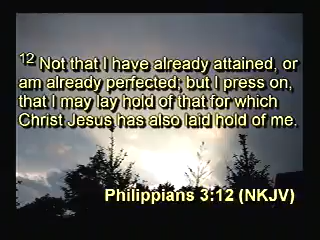 12 Not that I have already attained, or
am already perfected; but I press on,
that I may lay hold of that for which
Christ Jesus has also laid hold of me.
Philippians 3:12 (NKJV)